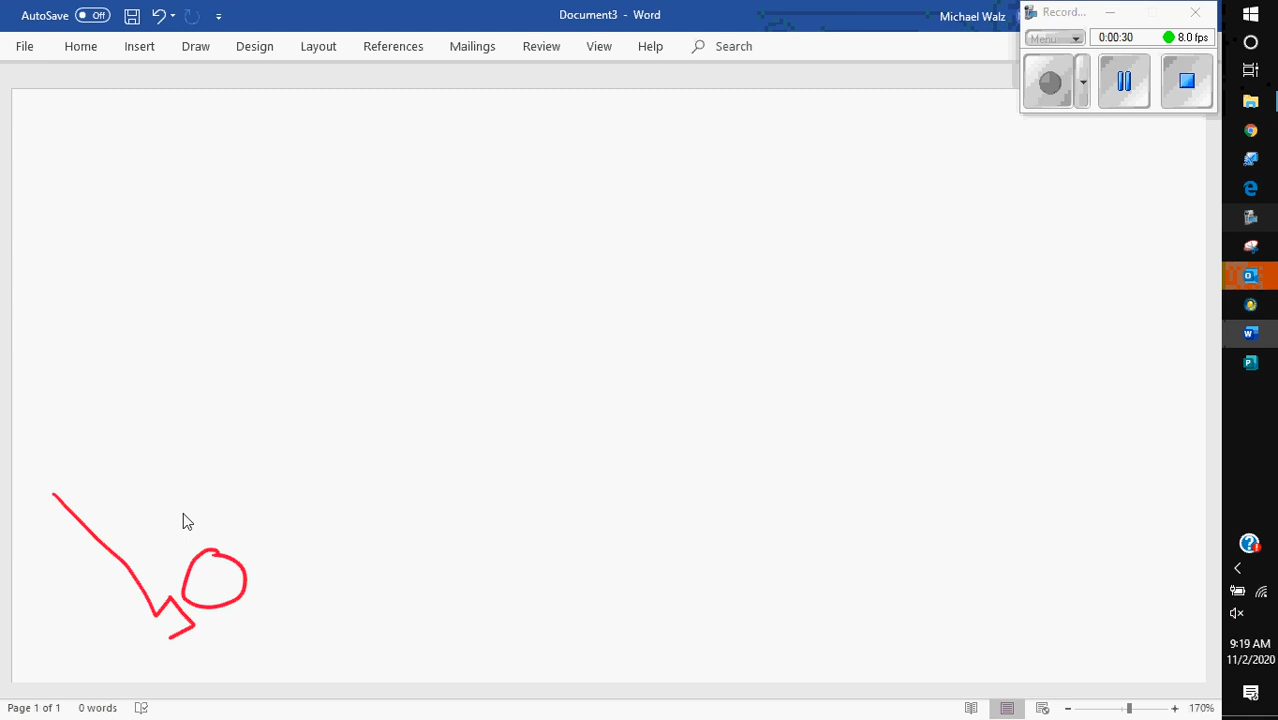 AutoSave Off Document3 - Word Michael Walz
Record...
File Home Insert Draw Design Layout References Mailings Review View Help Search
Menu 0:00:30 8.0 fps
9:19 AM
11/2/2020
Page 1 of 1 0 words 170%